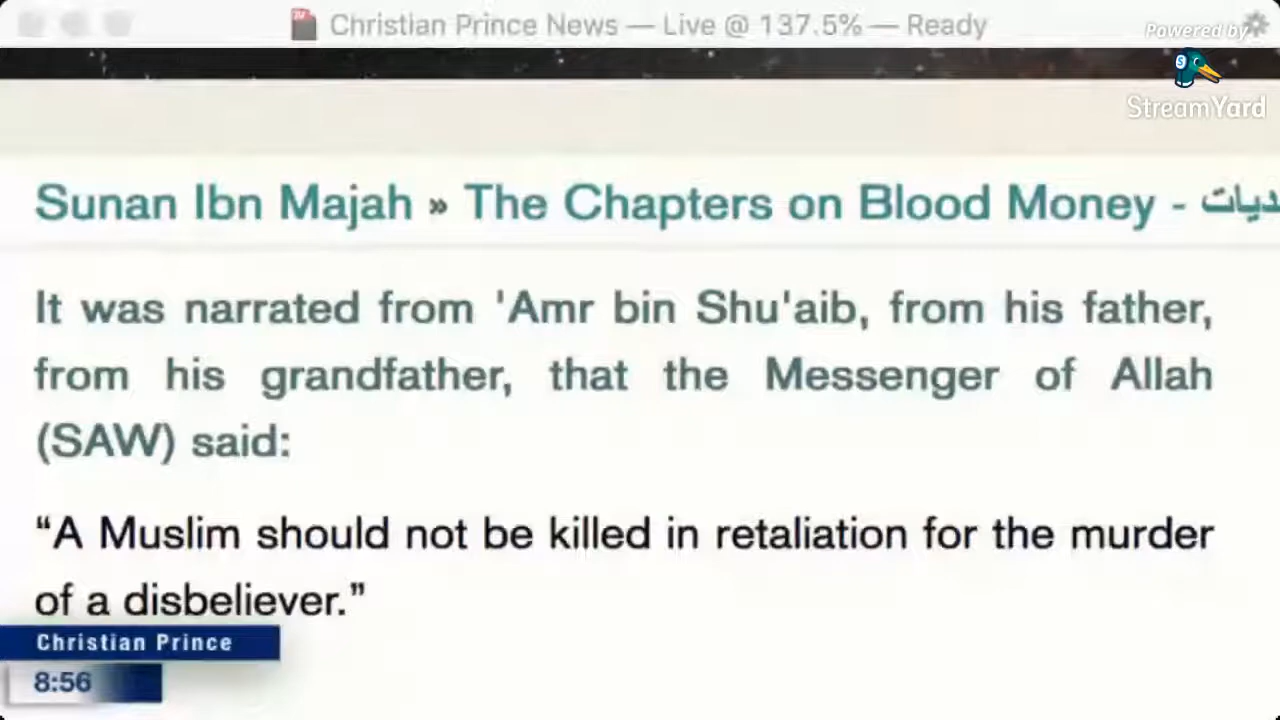 Christian Prince News — Live @ 137.5% — Ready
Powered by
StreamYard
Sunan Ibn Majah » The Chapters on Blood Money -
It was narrated from 'Amr bin Shu'aib, from his father,
from his grandfather, that the Messenger of Allah
(SAW) said:
“A Muslim should not be killed in retaliation for the murder
of a disbeliever.”
Christian Prince
8:56